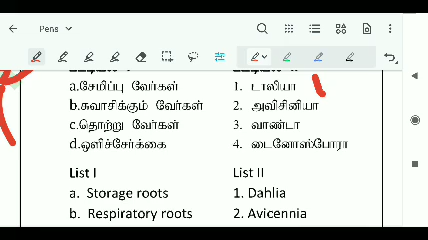 Pens
a.சேமிப்பு வேர்கள் 1. டாலியா
b.சுவாசிக்கும் வேர்கள் 2. அவிசினியா
c.தொற்று வேர்கள் 3. வாண்டா
d.ஒளிச்சேர்க்கை 4. டைனோஸ்போரா
List I List II
a. Storage roots 1. Dahlia
b. Respiratory roots 2. Avicennia